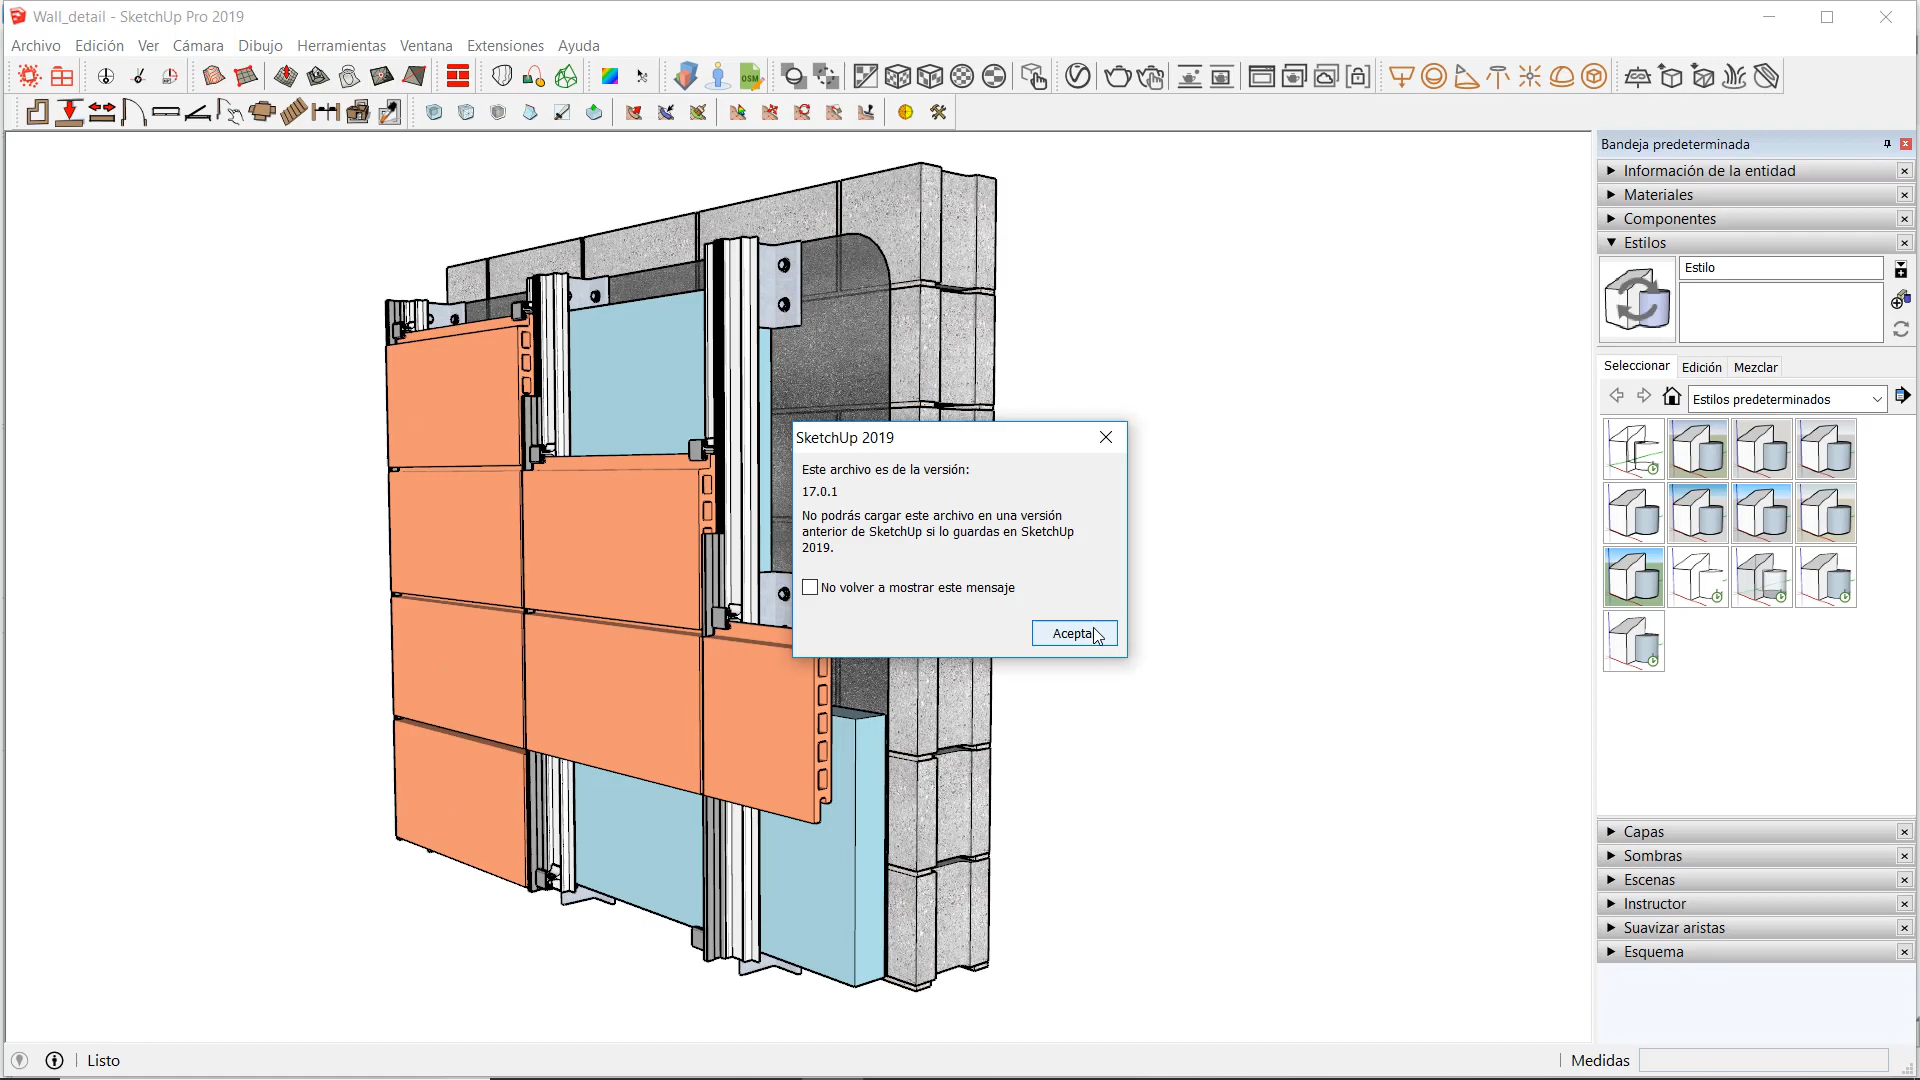 Wall_detail - SketchUp Pro 2019
Archivo Edición Ver Cámara Dibujo Herramientas Ventana Extensiones Ayuda
OSM
Bandeja predeterminada
Información de la entidad
Materiales
Componentes
Estilos
Estilo
Seleccionar Edición Mezclar
Estilos predeterminados
SketchUp 2019
Este archivo es de la versión:
17.0.1
No podrás cargar este archivo en una versión
anterior de SketchUp si lo guardas en SketchUp
2019.
No volver a mostrar este mensaje
Acepta
Capas
Sombras
Escenas
Instructor
Suavizar aristas
Esquema
Listo
Medidas